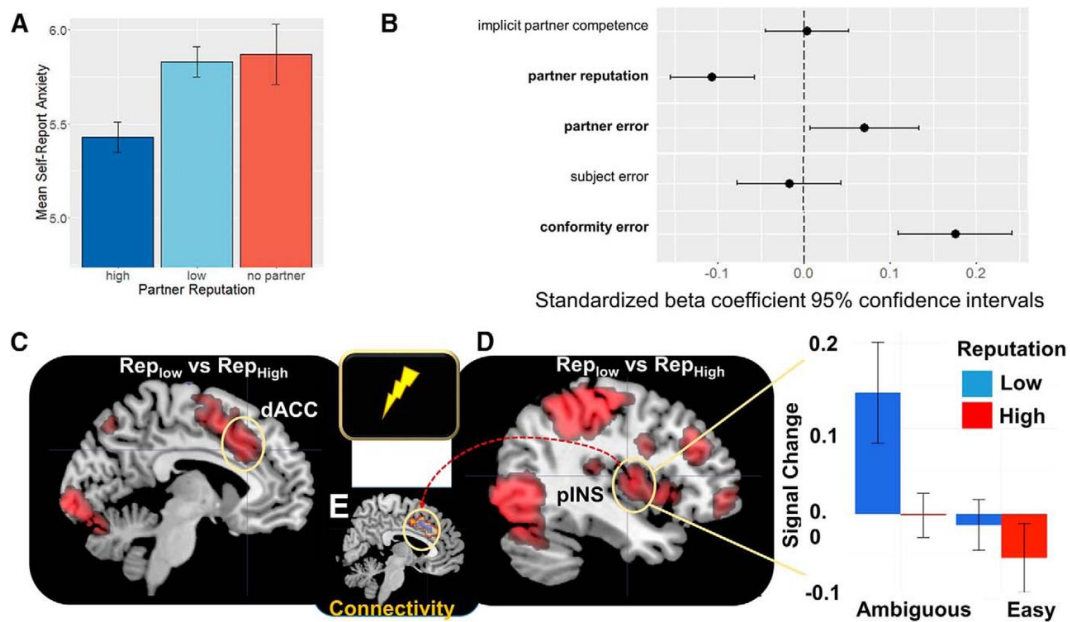 A
6.0
5.5
5.0
Mean Self-Report Anxiety
high
low
no partner
Partner Reputation
B
implicit partner competence
partner reputation
partner error
subject error
conformity error
-0.1
0.0
0.1
0.2
Standardized beta coefficient 95% confidence intervals
C
Replow vs RepHigh
dACC
D
Replow vs RepHigh
pINS
E
Connectivity
0.2
0.1
0.
0
-0.1
Signal Change
Reputation
Low
High
Ambiguous
Easy